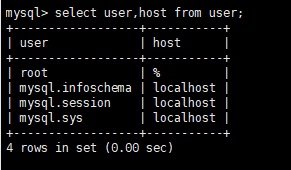 mysql> select user,host from user;
+------------------+-----------+
| user             | host      |
+------------------+-----------+
| root             | %         |
| mysql.infoschema | localhost |
| mysql.session    | localhost |
| mysql.sys        | localhost |
+------------------+-----------+
4 rows in set (0.00 sec)